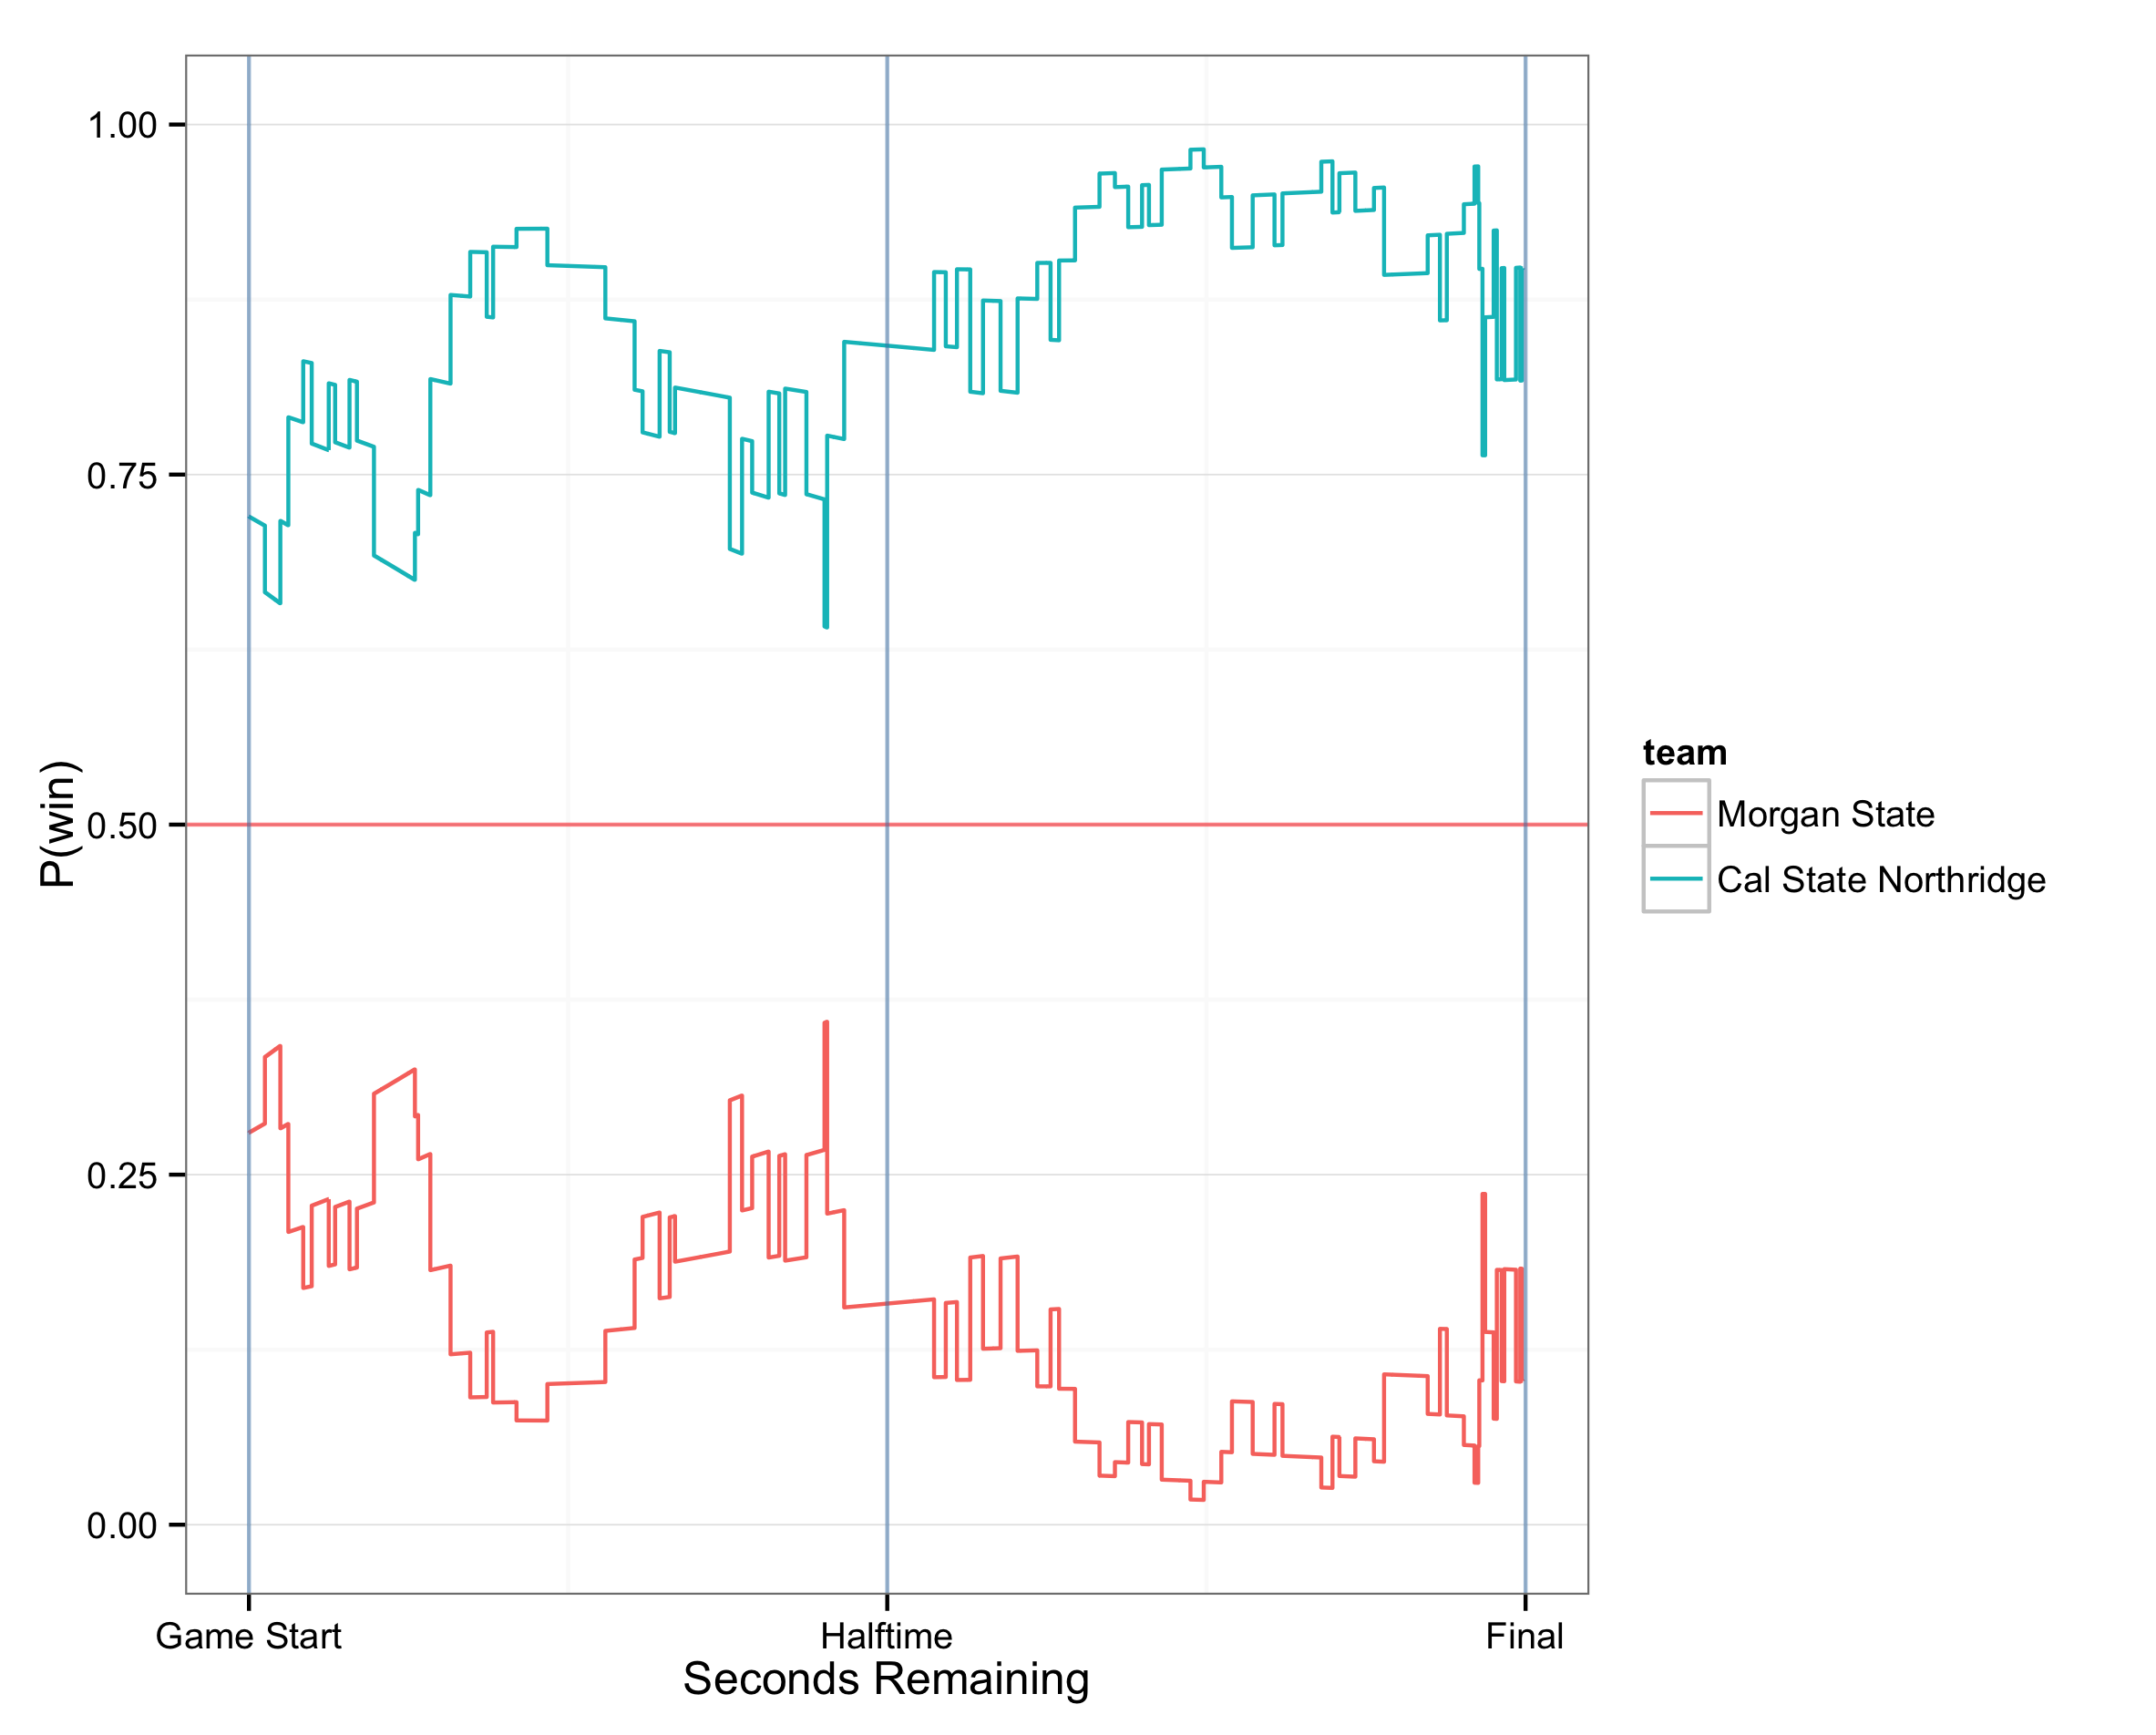 1.00
0.75
0.50
0.25
0.00
P(win)
Game Start
Halftime
Final
Seconds Remaining
team
Morgan State
Cal State Northridge